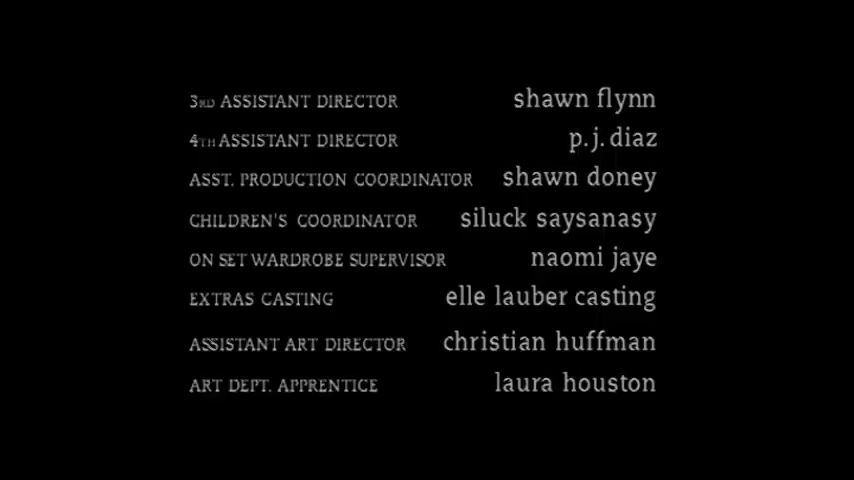 3RD ASSISTANT DIRECTOR shawn flynn
4TH ASSISTANT DIRECTOR p.j. diaz
ASST. PRODUCTION COORDINATOR shawn doney
CHILDREN'S COORDINATOR siluck saysanasy
ON SET WARDROBE SUPERVISOR naomi jaye
EXTRAS CASTING elle lauber casting
ASSISTANT ART DIRECTOR christian huffman
ART DEPT. APPRENTICE laura houston